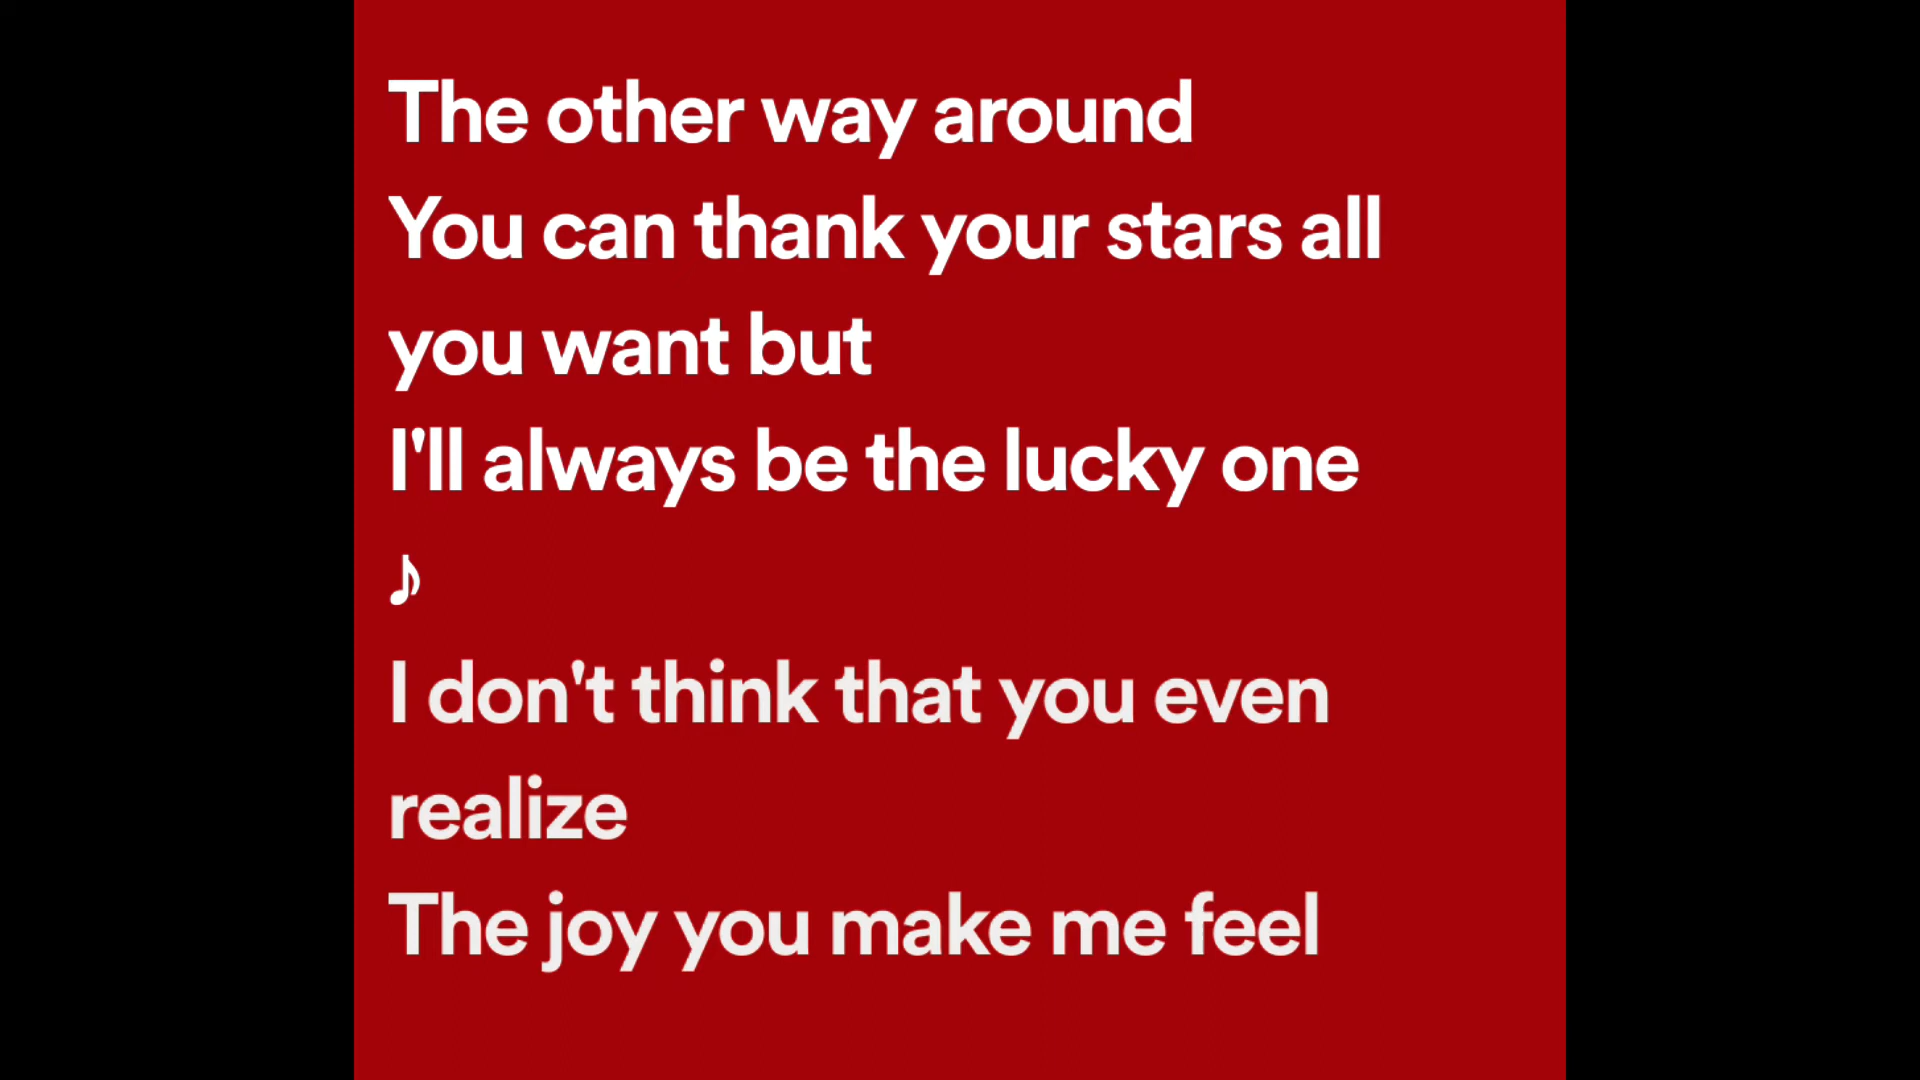 The other way around
You can thank your stars all
you want but
I'll always be the lucky one
♪
I don't think that you even
realize
The joy you make me feel